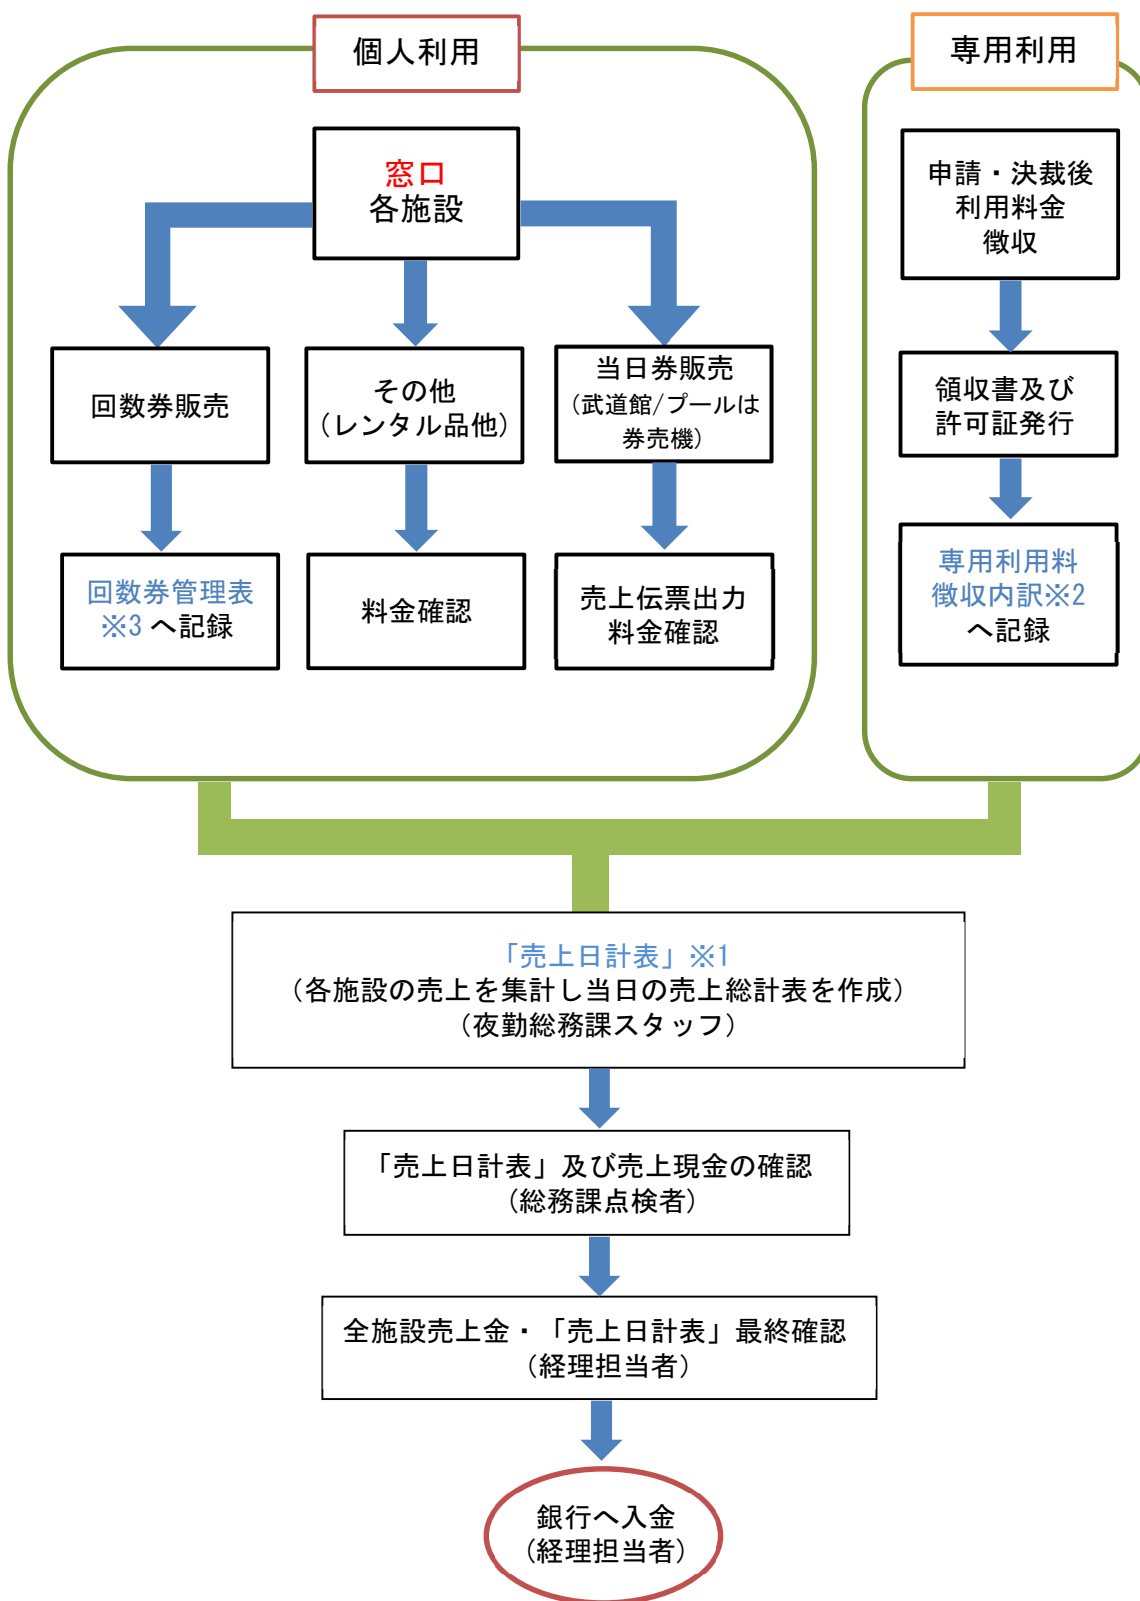 個人利用
窓口
各施設
回数券販売
その他
（レンタル品他）
当日券販売
（武道館/プールは
券売機）
回数券管理表
※3 へ記録
料金確認
売上伝票出力
料金確認
専用利用
申請・決裁後
利用料金
徴収
領収書及び
許可証発行
専用利用料
徴収内訳※2
へ記録
「売上日計表」※1
（各施設の売上を集計し当日の売上総計表を作成）
（夜勤総務課スタッフ）
「売上日計表」及び売上現金の確認
（総務課点検者）
全施設売上金・「売上日計表」最終確認
（経理担当者）
銀行へ入金
（経理担当者）